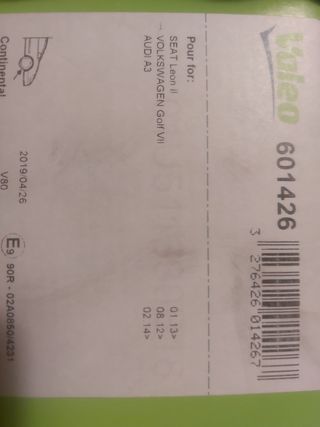 Valeo 601426
3 276426 014267
Pour for:
SEAT Leon II 01 13>
VOLKSWAGEN Golf VII 08 12>
AUDI A3 02 14>
2019/04/26 E9 90R - 02A0850/4231
Continental V80